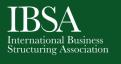 IBSA
International Business
Structuring Association